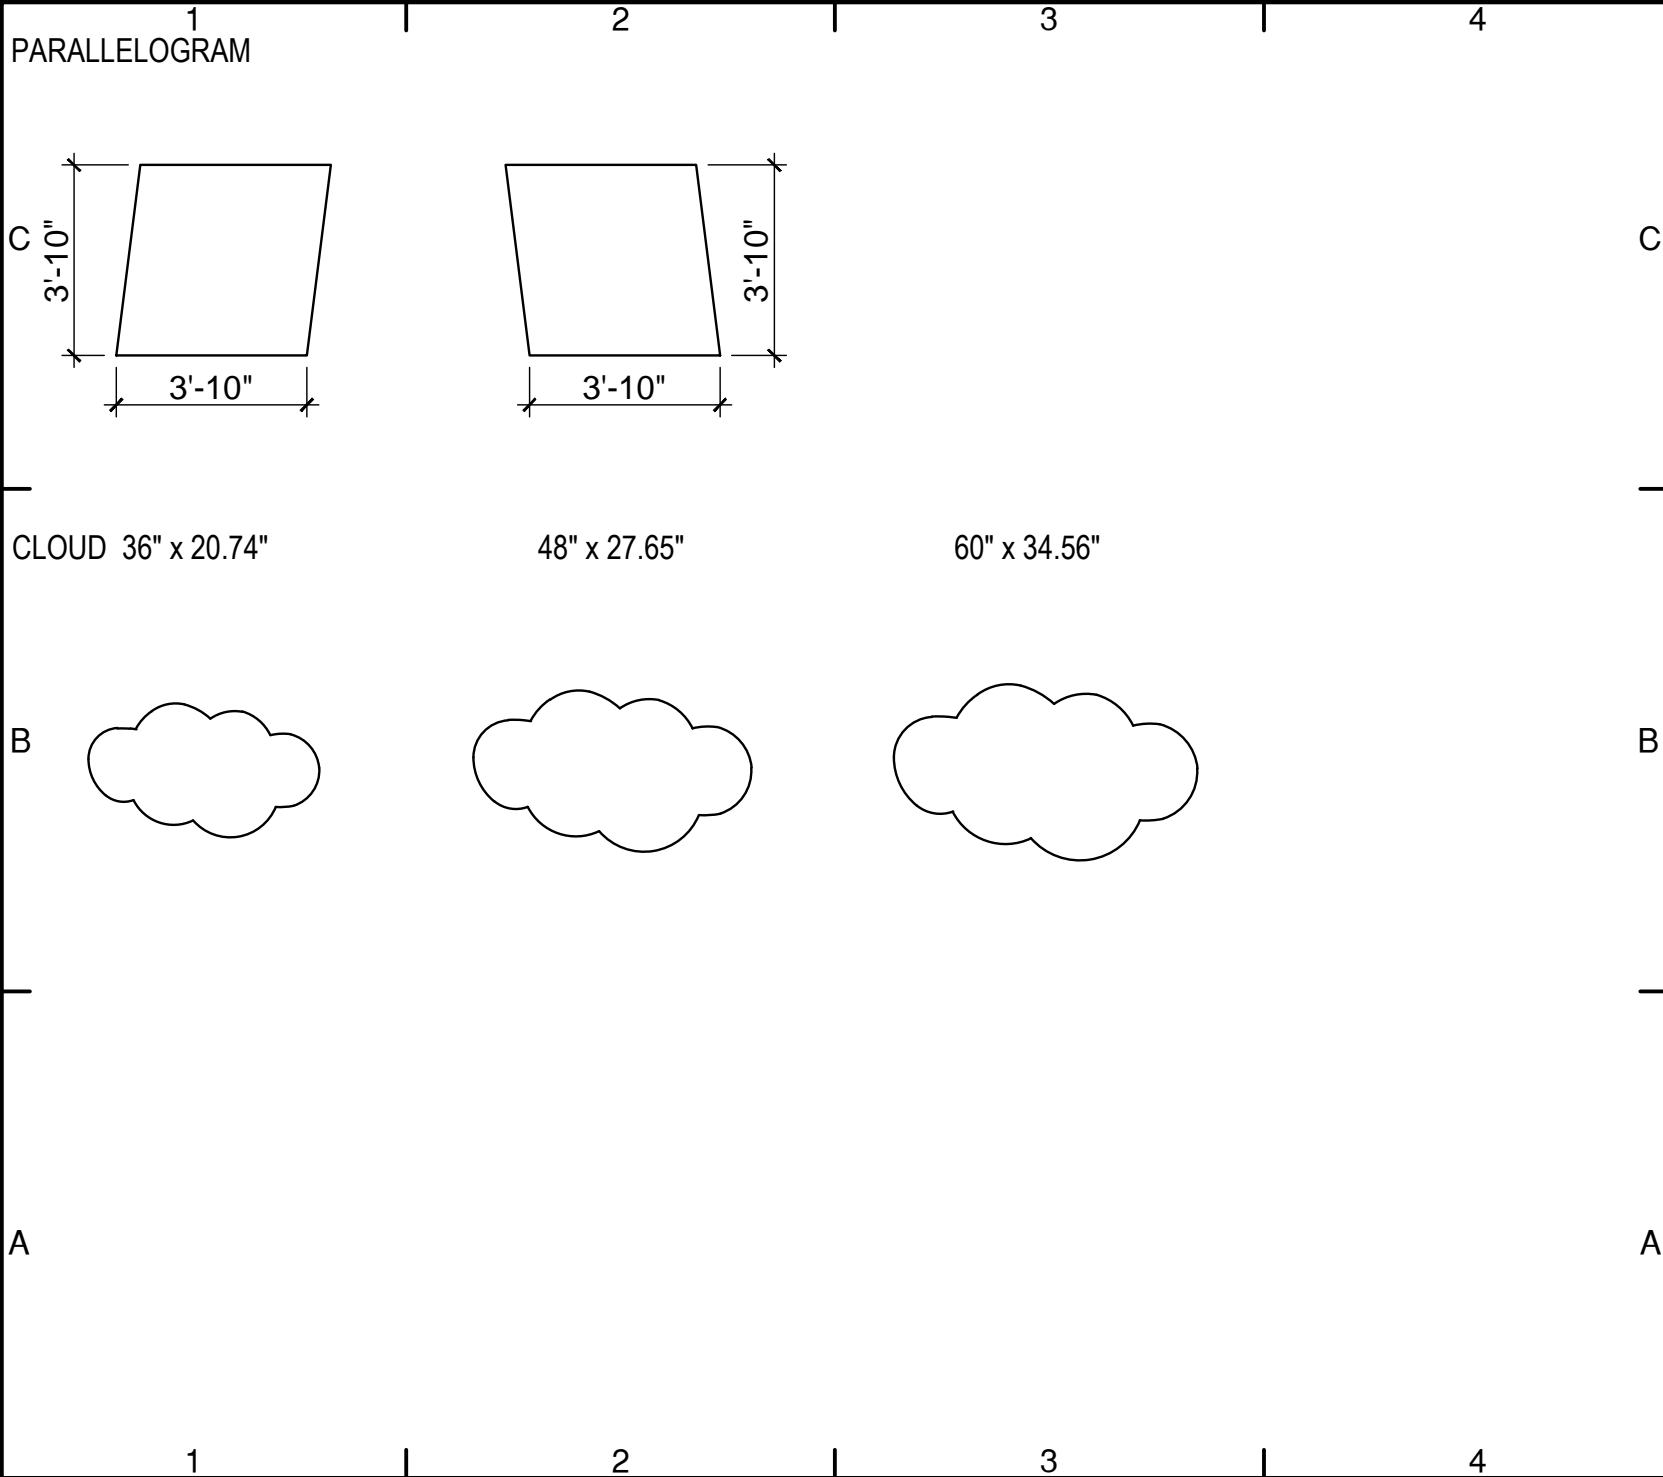 1 2 3 4
PARALLELOGRAM
C 3'-10" 3'-10" C
3'-10" 3'-10"
CLOUD 36" x 20.74" 48" x 27.65" 60" x 34.56"
B B
A A
1 2 3 4